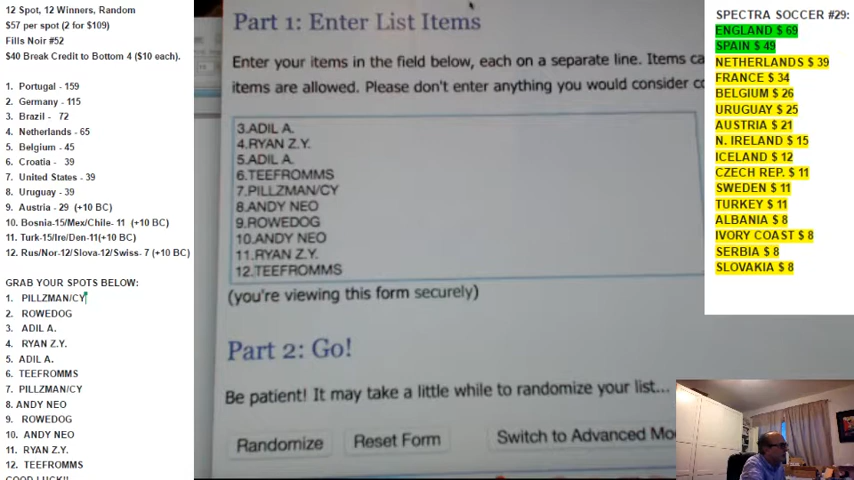 12 Spot, 12 Winners, Random
$57 per spot (2 for $109)
Fills Noir #52
$40 Break Credit to Bottom 4 ($10 each).
1. Portugal - 159
2. Germany - 115
3. Brazil - 72
4. Netherlands - 65
5. Belgium - 45
6. Croatia - 39
7. United States - 39
8. Uruguay - 39
9. Austria - 29 (+10 BC)
10. Bosnia-15/Mex/Chile- 11 (+10 BC)
11. Turk-15/Ire/Den-11(+10 BC)
12. Rus/Nor-12/Slova-12/Swiss- 7 (+10 BC)
GRAB YOUR SPOTS BELOW:
1. PILLZMAN/CY
2. ROWEDOG
3. ADIL A.
4. RYAN Z.Y.
5. ADIL A.
6. TEEFROMMS
7. PILLZMAN/CY
8. ANDY NEO
9. ROWEDOG
10. ANDY NEO
11. RYAN Z.Y.
12. TEEFROMMS
GOOD LUCK!!
Part 1: Enter List Items
Enter your items in the field below, each on a separate line. Items ca
items are allowed. Please don't enter anything you would consider cc
3.ADIL A.
4.RYAN Z.Y.
5.ADIL A.
6.TEEFROMMS
7.PILLZMAN/CY
8.ANDY NEO
9.ROWEDOG
10.ANDY NEO
11.RYAN Z.Y.
12.TEEFROMMS
(you're viewing this form securely)
Part 2: Go!
Be patient! It may take a little while to randomize your list...
Randomize Reset Form Switch to Advanced Mo
SPECTRA SOCCER #29:
ENGLAND $ 69
SPAIN $ 49
NETHERLANDS $ 39
FRANCE $ 34
BELGIUM $ 26
URUGUAY $ 25
AUSTRIA $ 21
N. IRELAND $ 15
ICELAND $ 12
CZECH REP. $ 11
SWEDEN $ 11
TURKEY $ 11
ALBANIA $ 8
IVORY COAST $ 8
SERBIA $ 8
SLOVAKIA $ 8